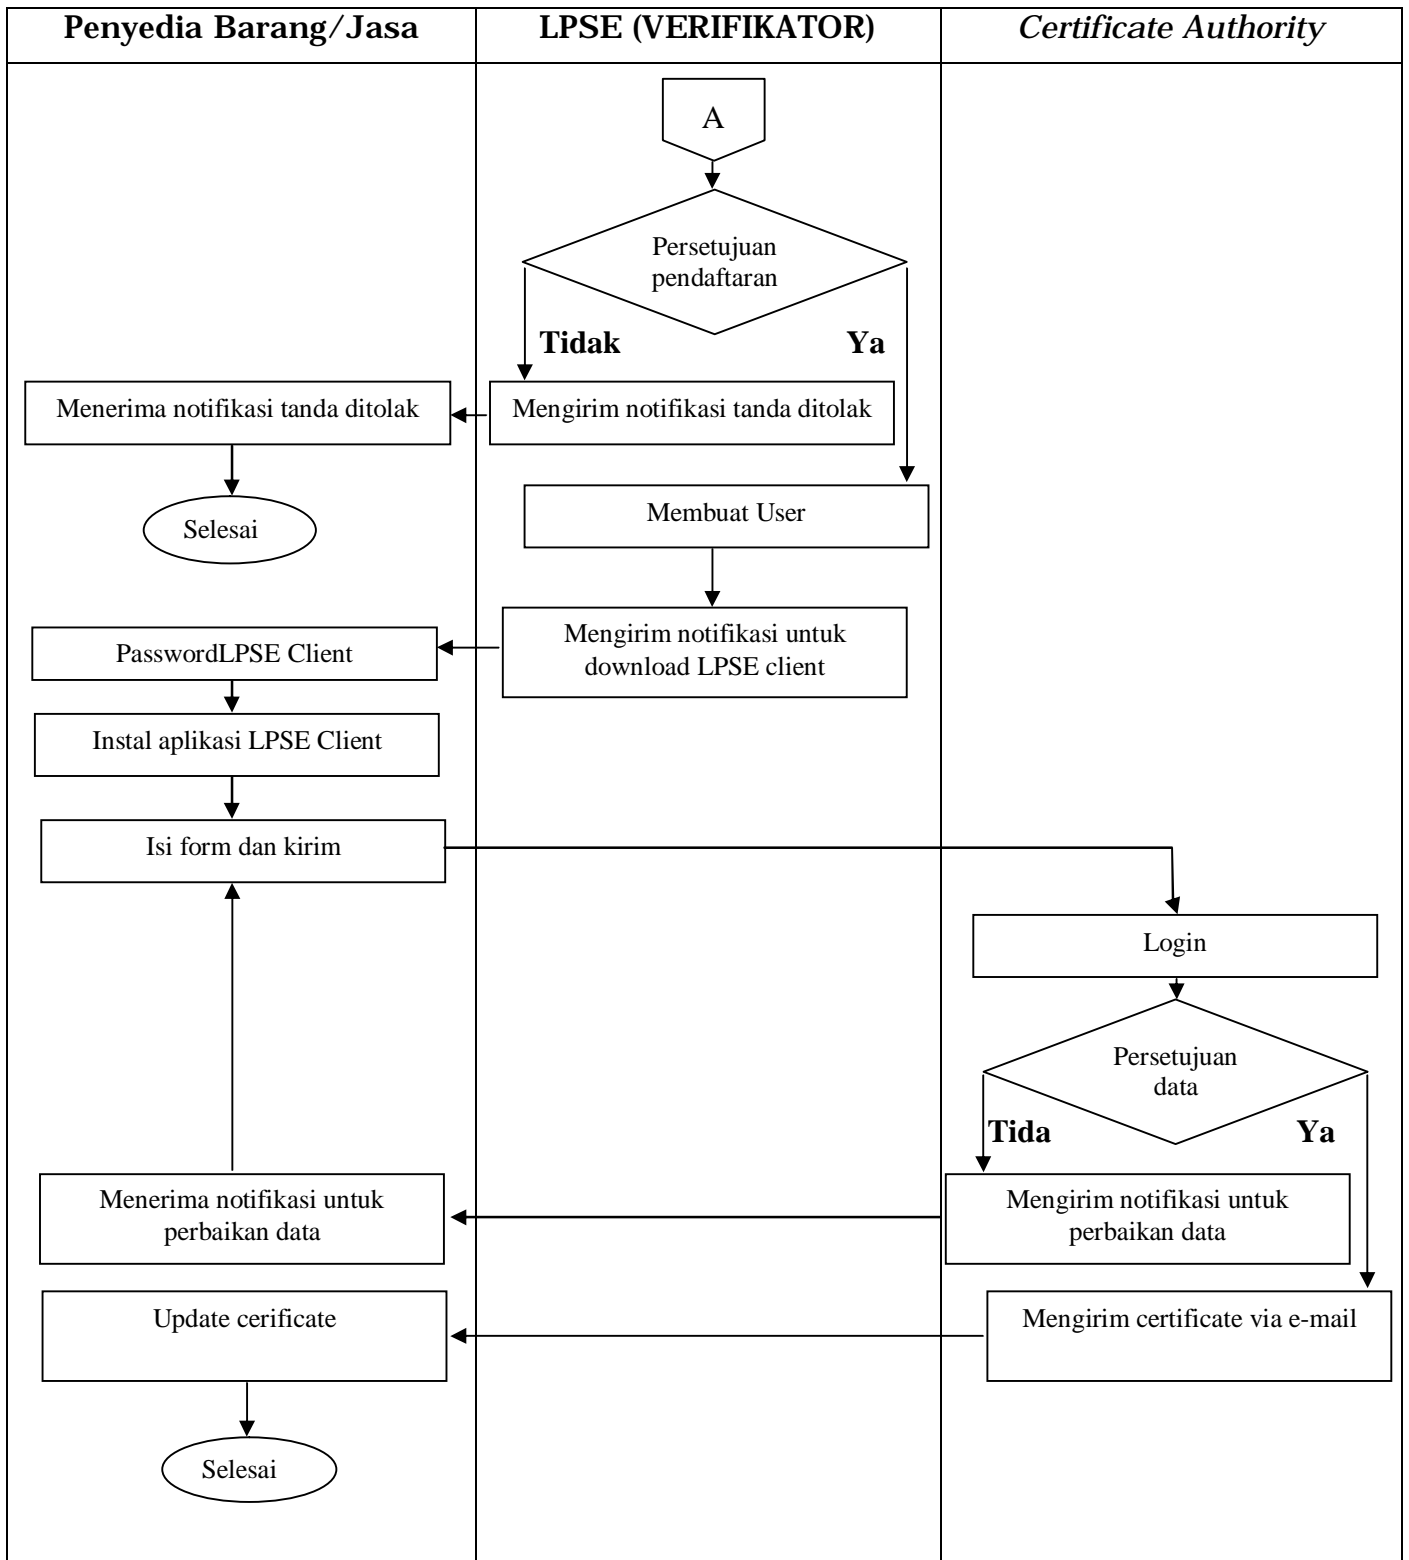 Penyedia Barang/Jasa
LPSE (VERIFIKATOR)
Certificate Authority
A
Persetujuan
pendaftaran
Tidak
Ya
Menerima notifikasi tanda ditolak
Mengirim notifikasi tanda ditolak
Selesai
Membuat User
Mengirim notifikasi untuk
download LPSE client
PasswordLPSE Client
Instal aplikasi LPSE Client
Isi form dan kirim
Login
Persetujuan
data
Tida
Ya
Menerima notifikasi untuk
perbaikan data
Mengirim notifikasi untuk
perbaikan data
Update cerificate
Mengirim certificate via e-mail
Selesai